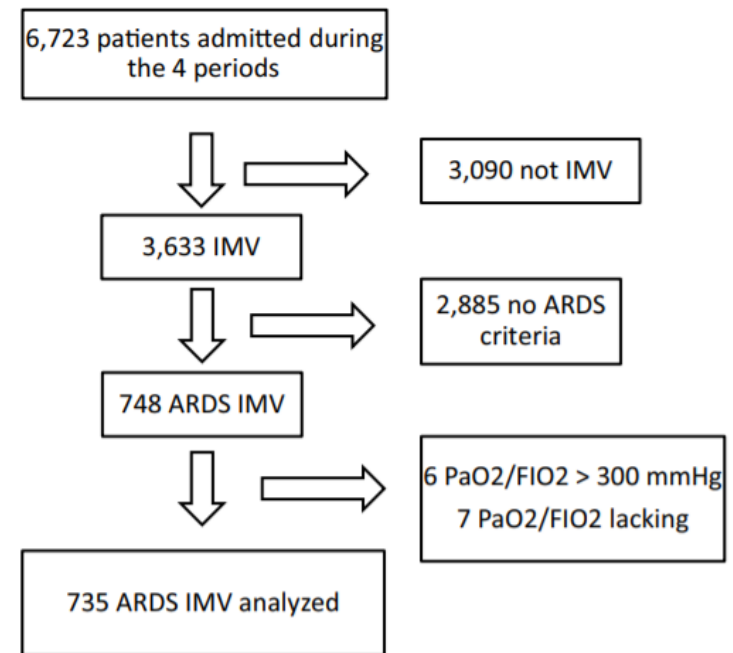 6,723 patients admitted during
the 4 periods
3,090 not IMV
3,633 IMV
2,885 no ARDS
criteria
748 ARDS IMV
6 PaO2/FIO2 > 300 mmHg
7 PaO2/FIO2 lacking
735 ARDS IMV analyzed